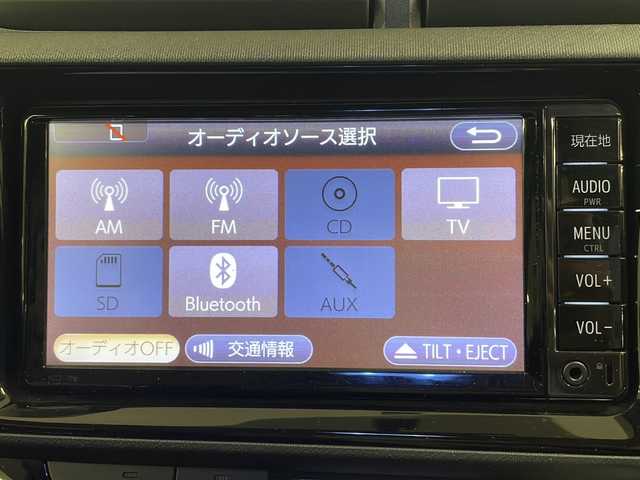 オーディオソース選択
AM
FM
CD
TV
SD
Bluetooth
AUX
オーディオOFF
交通情報
TILT・EJECT
現在地
AUDIO
PWR
MENU
CTRL
VOL+
VOL-